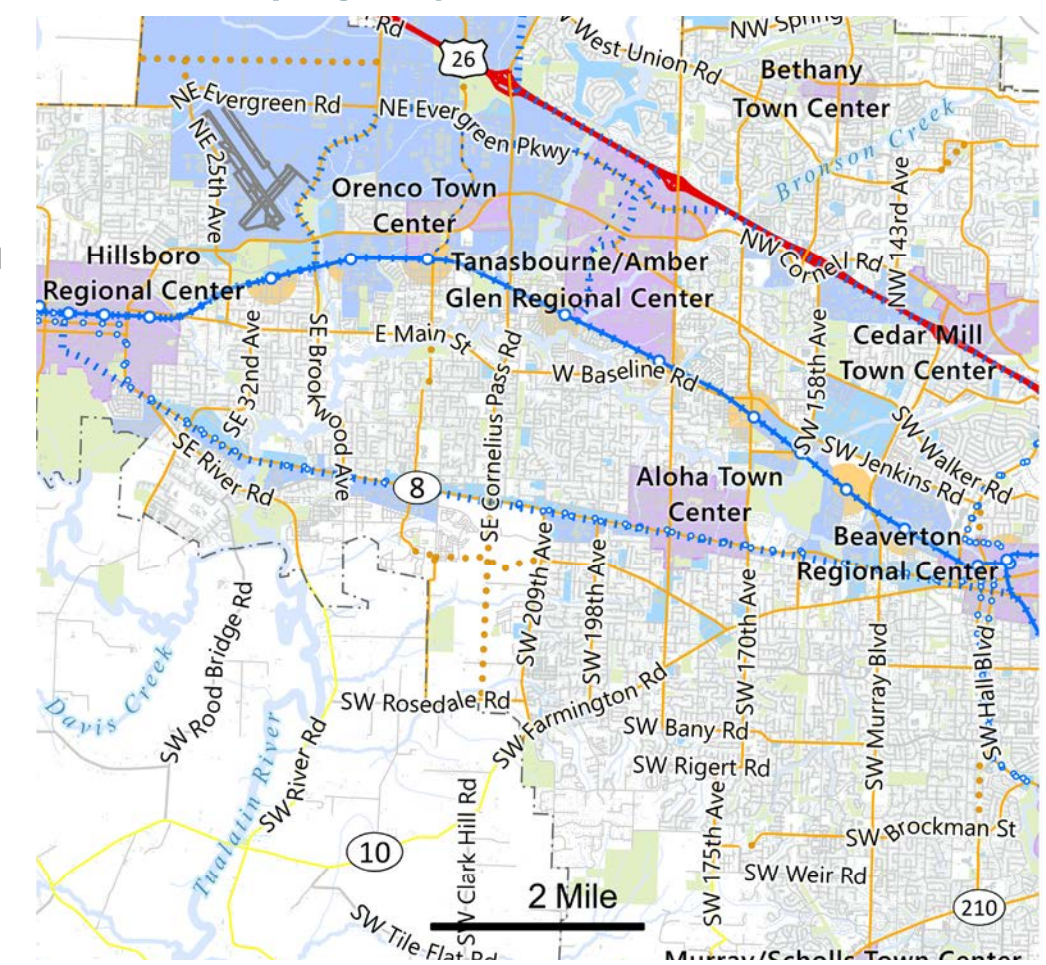 Rd
26
West Union Rd
NW Spring
Bethany
Town Center
NE Evergreen Rd
NE Evergreen Pkwy
Bronson Creek
NE 25th Ave
NW 143rd Ave
Orenco Town
Center
Hillsboro
Regional Center
Tanasbourne/Amber
Glen Regional Center
NW Cornell Rd
E Main St
SE 32nd Ave
SE Brookwood Ave
SE Cornelius Pass Rd
W Baseline Rd
SW 158th Ave
Cedar Mill
Town Center
SW Walker Rd
SW Jenkins Rd
SE River Rd
8
Aloha Town
Center
Beaverton
Regional Center
SW 209th Ave
SW 198th Ave
SW 170th Ave
SW Murray Blvd
SW Hall Blvd
SW Rood Bridge Rd
Davis Creek
SW Rosedale Rd
SW Farmington Rd
SW Bany Rd
SW Rigert Rd
Tualatin River
SW River Rd
SW Clark Hill Rd
SW 175th Ave
SW Brockman St
10
SW Weir Rd
2 Mile
210
SW Tile Flat Rd
Murray/Scholls Town Center